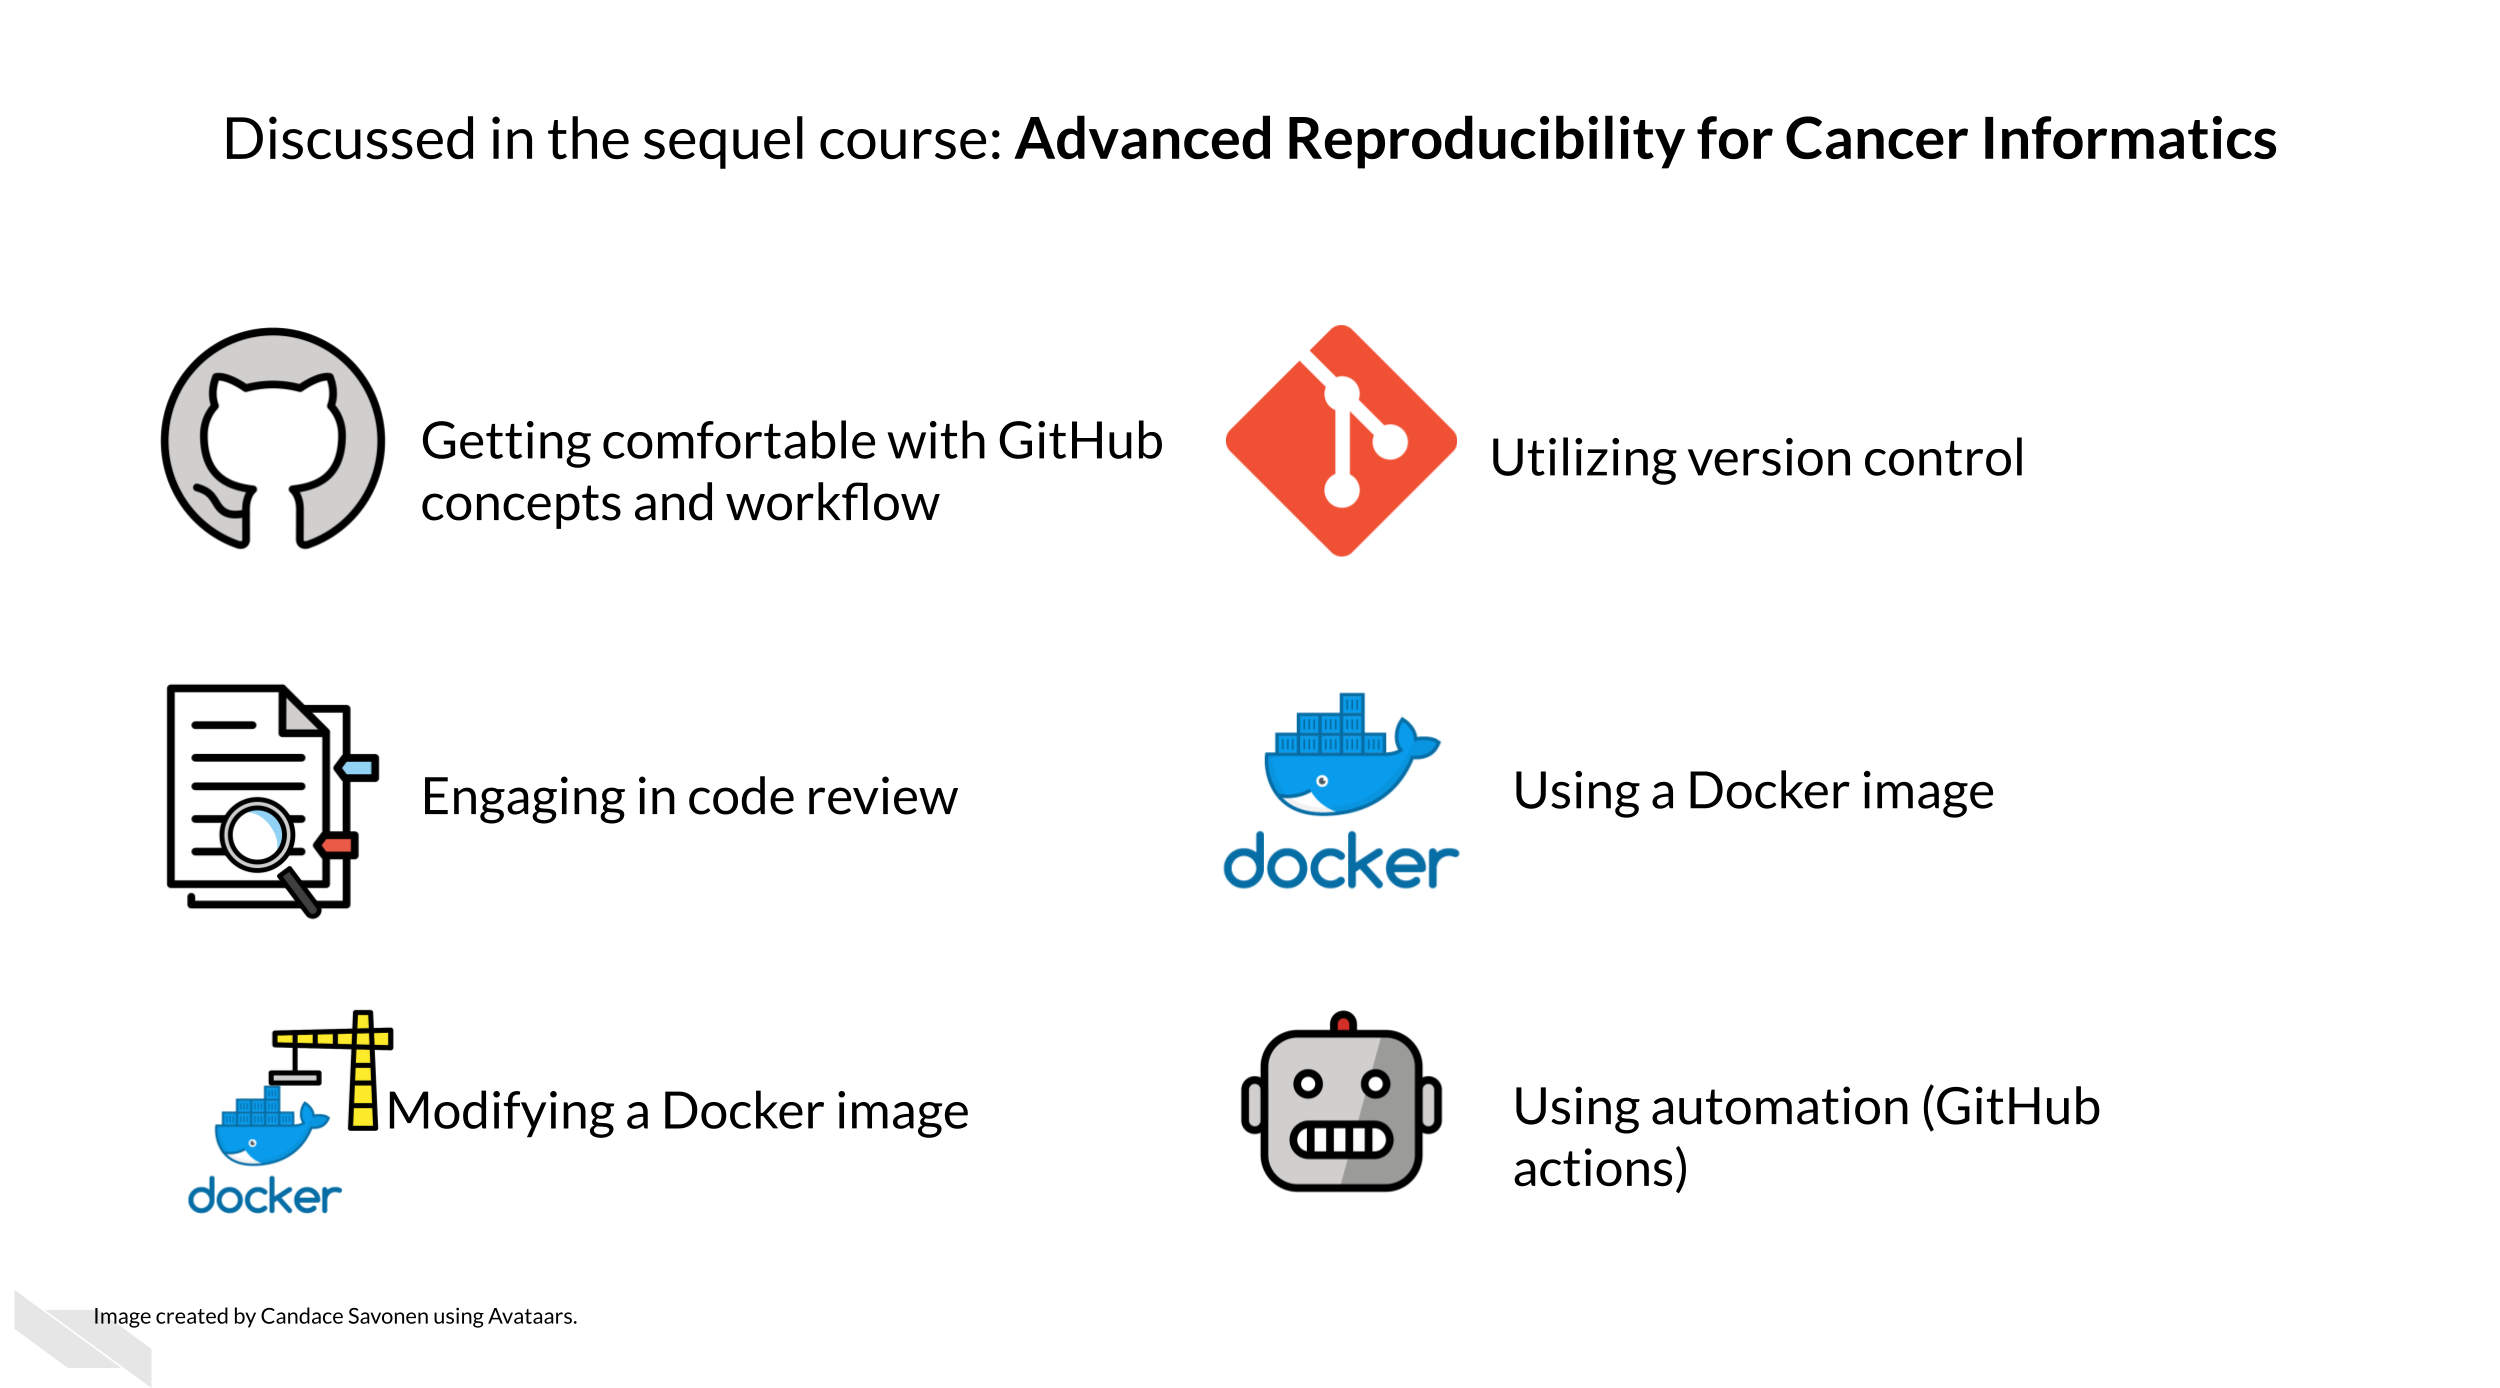 Discussed in the sequel course: Advanced Reproducibility for Cancer Informatics
Getting comfortable with GitHub
concepts and workflow
Utilizing version control
Engaging in code review
docker
Using a Docker image
docker
Modifying a Docker image
Using automation (GitHub
actions)
Image created by Candace Savonen using Avataars.